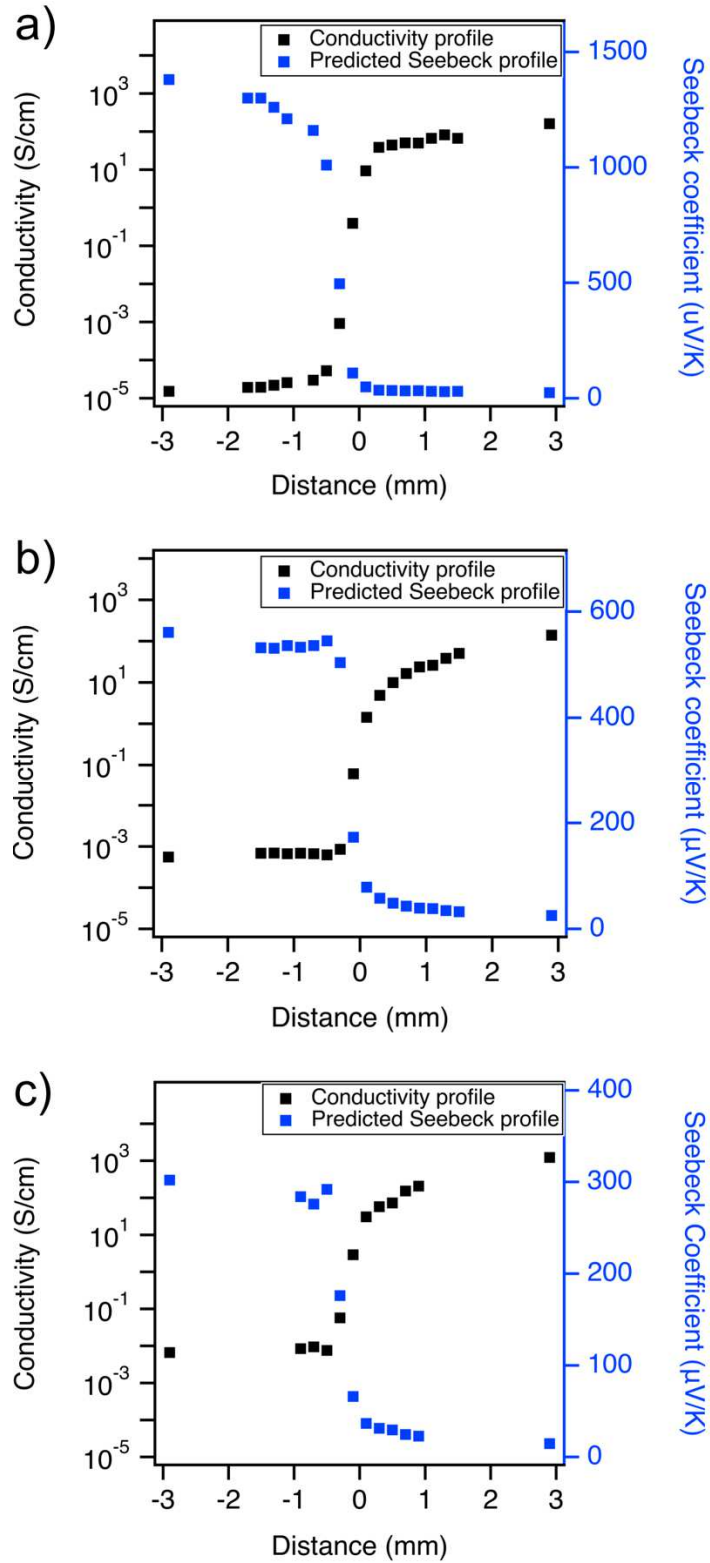 a)
Conductivity profile
Predicted Seebeck profile
Conductivity (S/cm)
10^3
10^1
10^-1
10^-3
10^-5
1500
1000
500
0
Seebeck coefficient (uV/K)
-3 -2 -1 0 1 2 3
Distance (mm)
b)
Conductivity profile
Predicted Seebeck profile
Conductivity (S/cm)
10^3
10^1
10^-1
10^-3
10^-5
600
400
200
0
Seebeck coefficient (µV/K)
-3 -2 -1 0 1 2 3
Distance (mm)
c)
Conductivity profile
Predicted Seebeck profile
Conductivity (S/cm)
10^3
10^1
10^-1
10^-3
10^-5
400
300
200
100
0
Seebeck Coefficient (µV/K)
-3 -2 -1 0 1 2 3
Distance (mm)